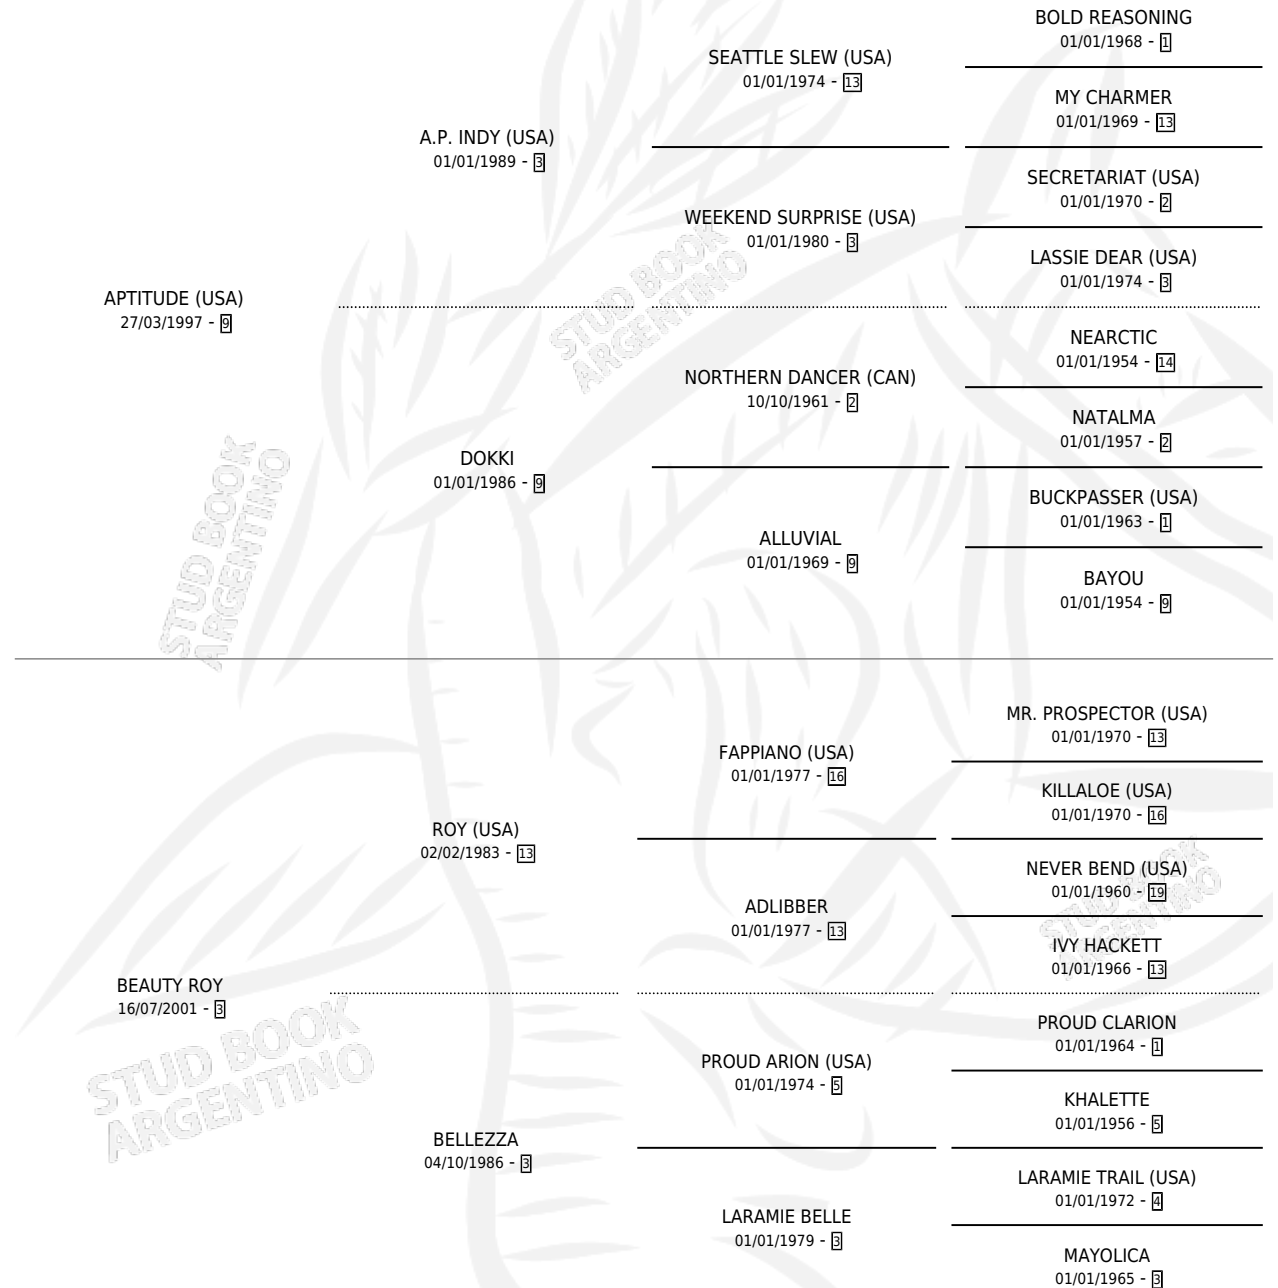 BOLD REASONING
01/01/1968 - 1
SEATTLE SLEW (USA)
01/01/1974 - 13
MY CHARMER
01/01/1969 - 13
A.P. INDY (USA)
01/01/1989 - 3
SECRETARIAT (USA)
01/01/1970 - 2
WEEKEND SURPRISE (USA)
01/01/1980 - 3
LASSIE DEAR (USA)
01/01/1974 - 3
APTITUDE (USA)
27/03/1997 - 9
NEARCTIC
01/01/1954 - 14
NORTHERN DANCER (CAN)
10/10/1961 - 2
NATALMA
01/01/1957 - 2
DOKKI
01/01/1986 - 9
BUCKPASSER (USA)
01/01/1963 - 1
ALLUVIAL
01/01/1969 - 9
BAYOU
01/01/1954 - 9
MR. PROSPECTOR (USA)
01/01/1970 - 13
FAPPIANO (USA)
01/01/1977 - 16
KILLALOE (USA)
01/01/1970 - 16
ROY (USA)
02/02/1983 - 13
NEVER BEND (USA)
01/01/1960 - 19
ADLIBBER
01/01/1977 - 13
IVY HACKETT
01/01/1966 - 13
BEAUTY ROY
16/07/2001 - 3
PROUD CLARION
01/01/1964 - 1
PROUD ARION (USA)
01/01/1974 - 5
KHALETTE
01/01/1956 - 5
BELLEZZA
04/10/1986 - 3
LARAMIE TRAIL (USA)
01/01/1972 - 4
LARAMIE BELLE
01/01/1979 - 3
MAYOLICA
01/01/1965 - 3
STUD BOOK
ARGENTINO
STUD BOOK
ARGENTINO
STUD BOOK
ARGENTINO
STUD BOOK
ARGENTINO